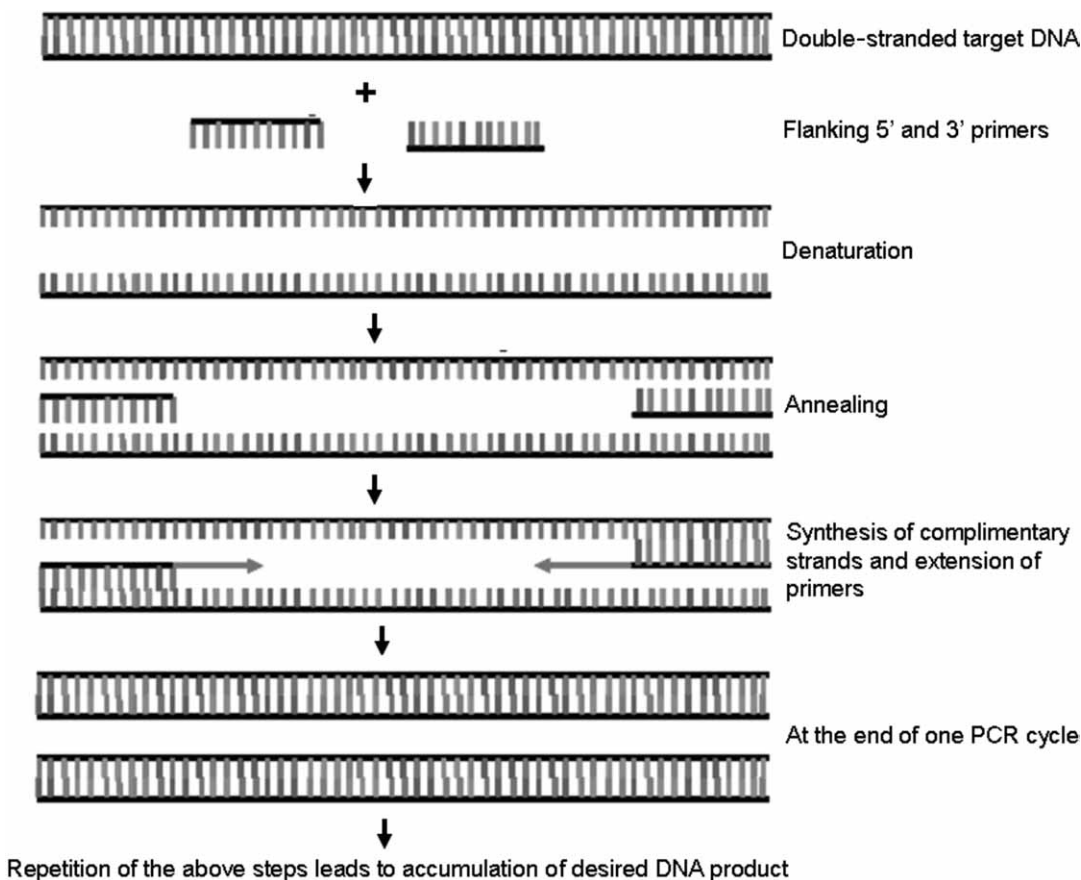 Double-stranded target DNA
+
Flanking 5' and 3' primers
Denaturation
Annealing
Synthesis of complimentary
strands and extension of
primers
At the end of one PCR cycle
Repetition of the above steps leads to accumulation of desired DNA product